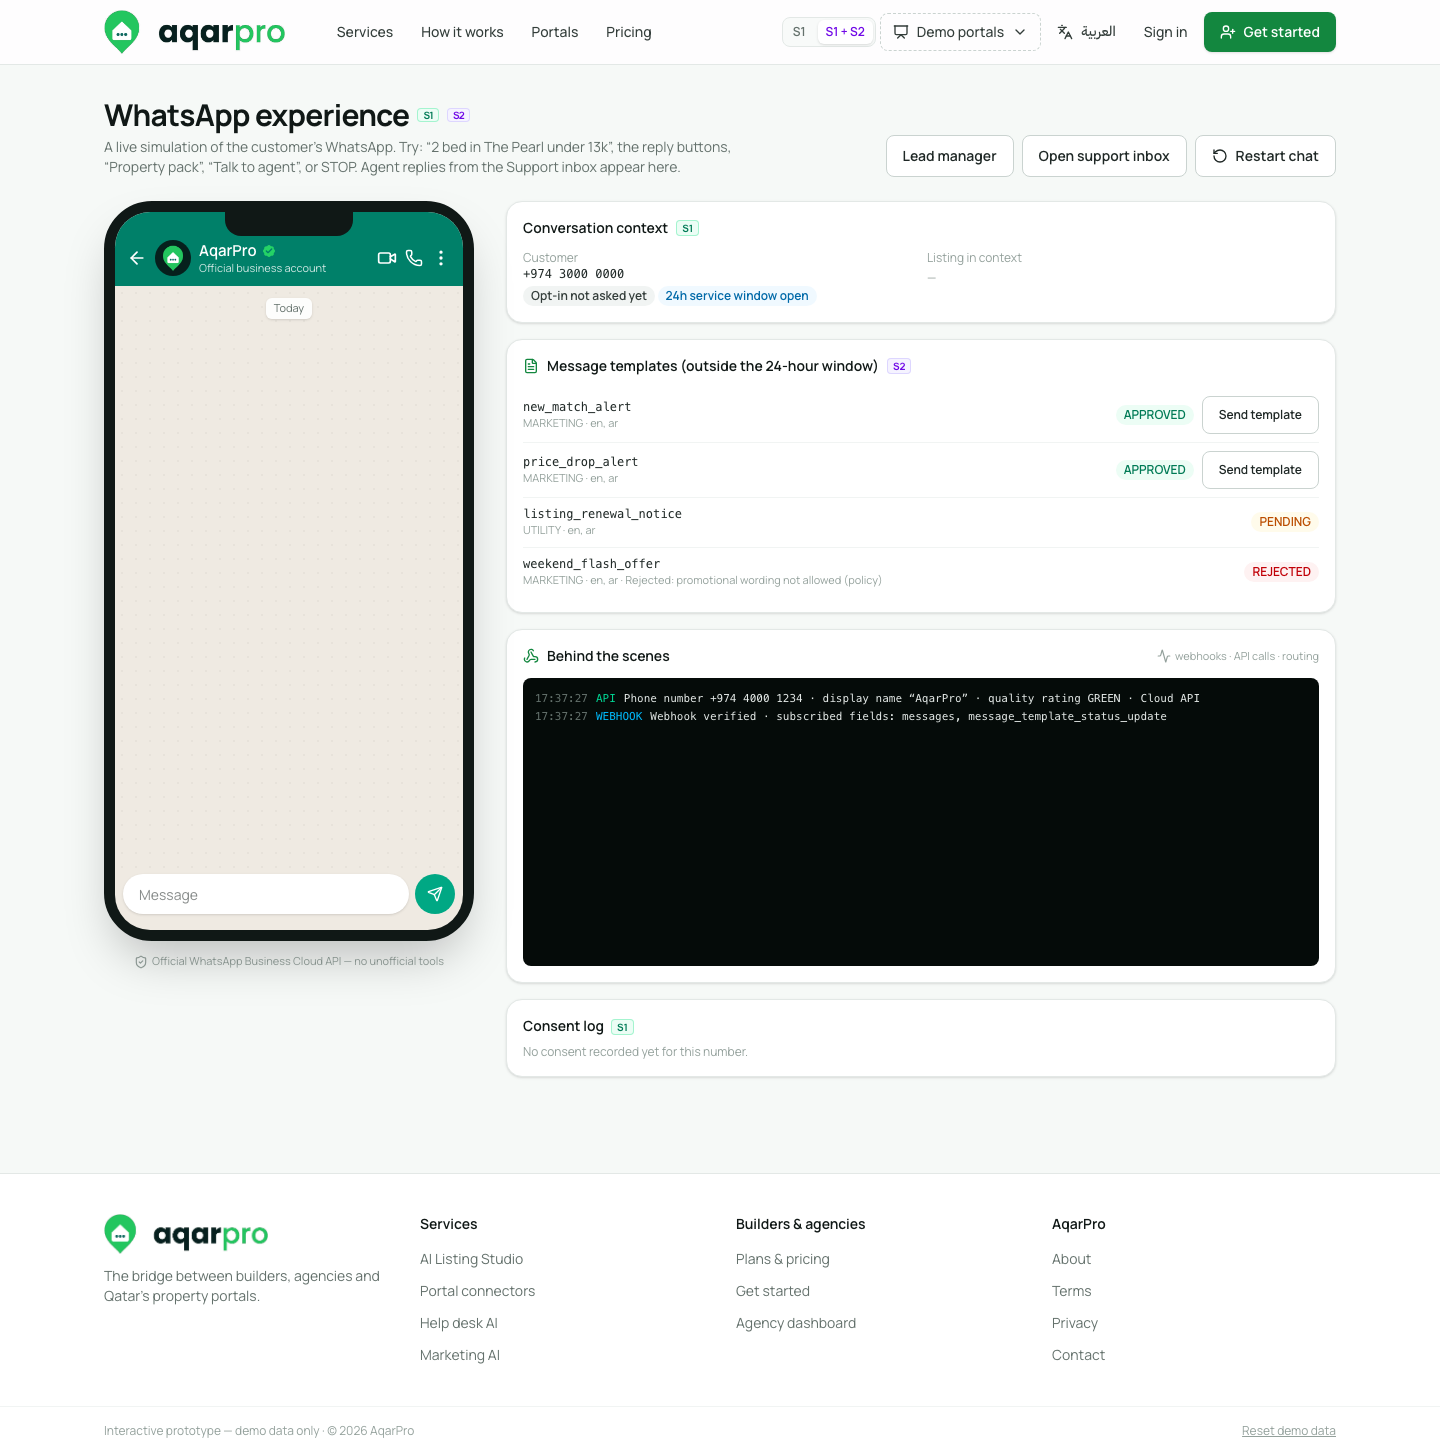 aqarpro
Services
How it works
Portals
Pricing
S1
S1 + S2
Demo portals
العربية
Sign in
Get started
WhatsApp experience S1 S2
A live simulation of the customer's WhatsApp. Try: “2 bed in The Pearl under 13k”, the reply buttons,
“Property pack”, “Talk to agent”, or STOP. Agent replies from the Support inbox appear here.
Lead manager
Open support inbox
Restart chat
AqarPro
Official business account
Today
Message
Official WhatsApp Business Cloud API — no unofficial tools
Conversation context S1
Customer
+974 3000 0000
Opt-in not asked yet
24h service window open
Listing in context
—
Message templates (outside the 24-hour window) S2
new_match_alert
MARKETING · en, ar
APPROVED
Send template
price_drop_alert
MARKETING · en, ar
APPROVED
Send template
listing_renewal_notice
UTILITY · en, ar
PENDING
weekend_flash_offer
MARKETING · en, ar · Rejected: promotional wording not allowed (policy)
REJECTED
Behind the scenes
webhooks · API calls · routing
17:37:27 API Phone number +974 4000 1234 · display name “AqarPro” · quality rating GREEN · Cloud API
17:37:27 WEBHOOK Webhook verified · subscribed fields: messages, message_template_status_update
Consent log S1
No consent recorded yet for this number.
aqarpro
The bridge between builders, agencies and
Qatar's property portals.
Services
AI Listing Studio
Portal connectors
Help desk AI
Marketing AI
Builders & agencies
Plans & pricing
Get started
Agency dashboard
AqarPro
About
Terms
Privacy
Contact
Interactive prototype — demo data only · © 2026 AqarPro
Reset demo data